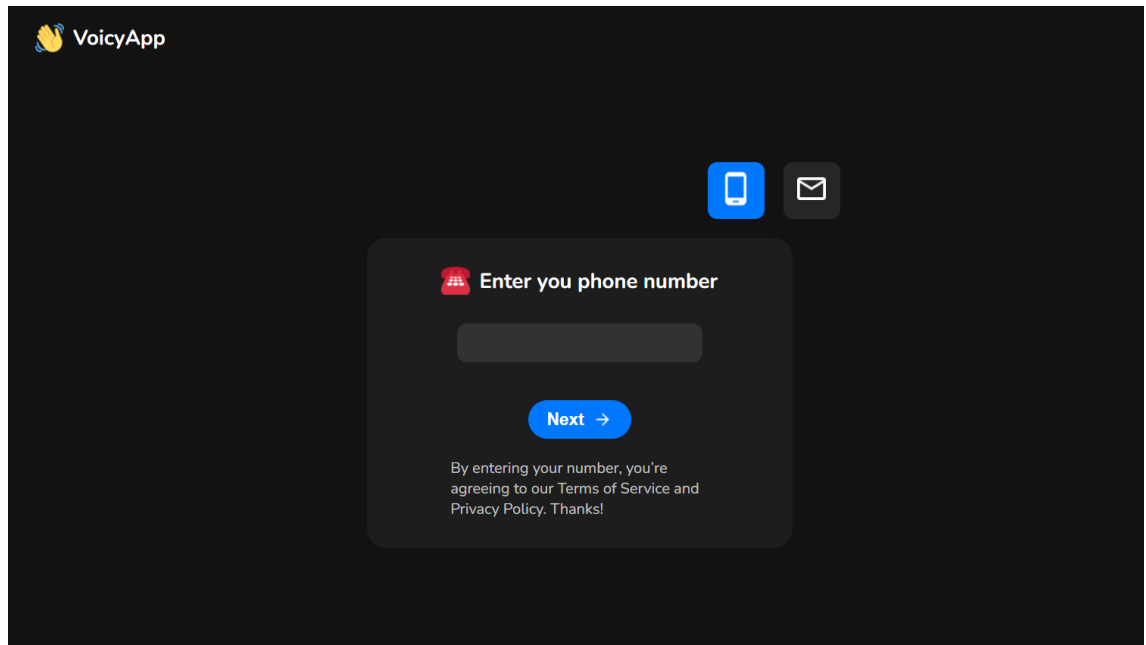 VoicyApp
Enter you phone number
Next
By entering your number, you’re
agreeing to our Terms of Service and
Privacy Policy. Thanks!